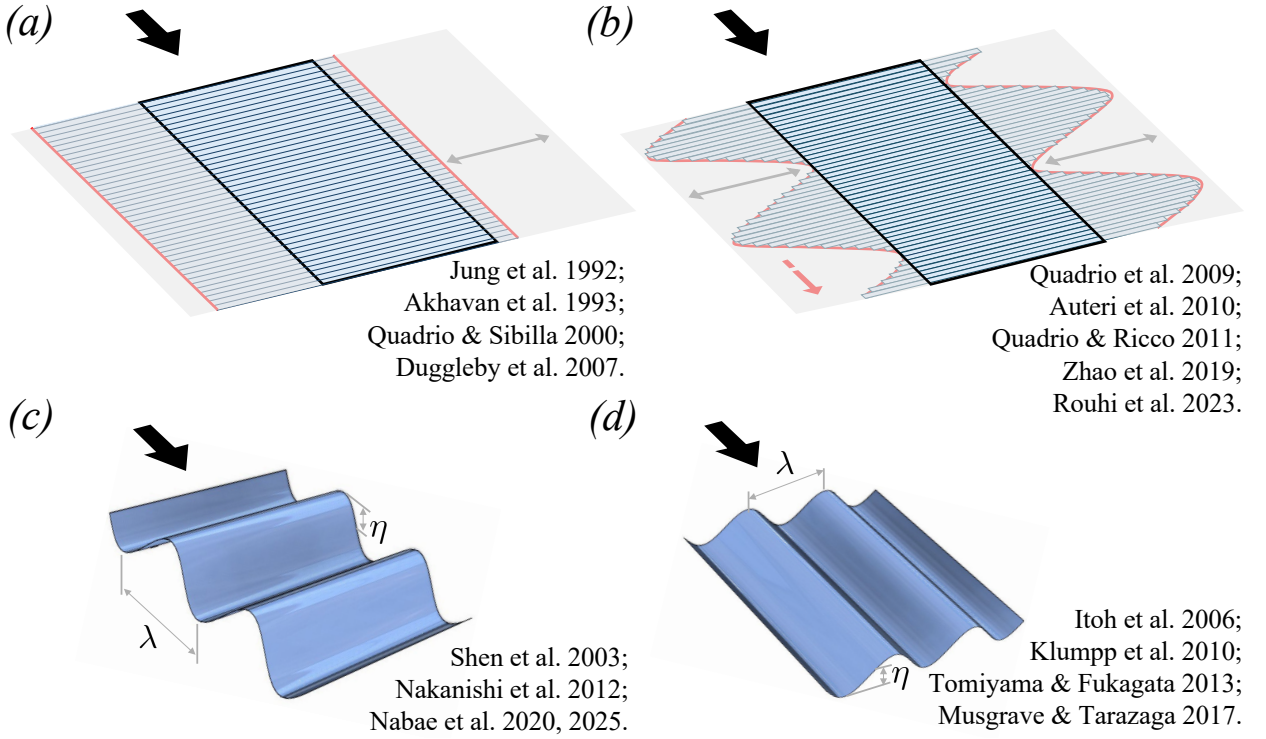 (a)
Jung et al. 1992;
Akhavan et al. 1993;
Quadrio & Sibilla 2000;
Duggleby et al. 2007.
(b)
Quadrio et al. 2009;
Auteri et al. 2010;
Quadrio & Ricco 2011;
Zhao et al. 2019;
Rouhi et al. 2023.
(c)
η
λ
Shen et al. 2003;
Nakanishi et al. 2012;
Nabae et al. 2020, 2025.
(d)
λ
η
Itoh et al. 2006;
Klumpp et al. 2010;
Tomiyama & Fukagata 2013;
Musgrave & Tarazaga 2017.